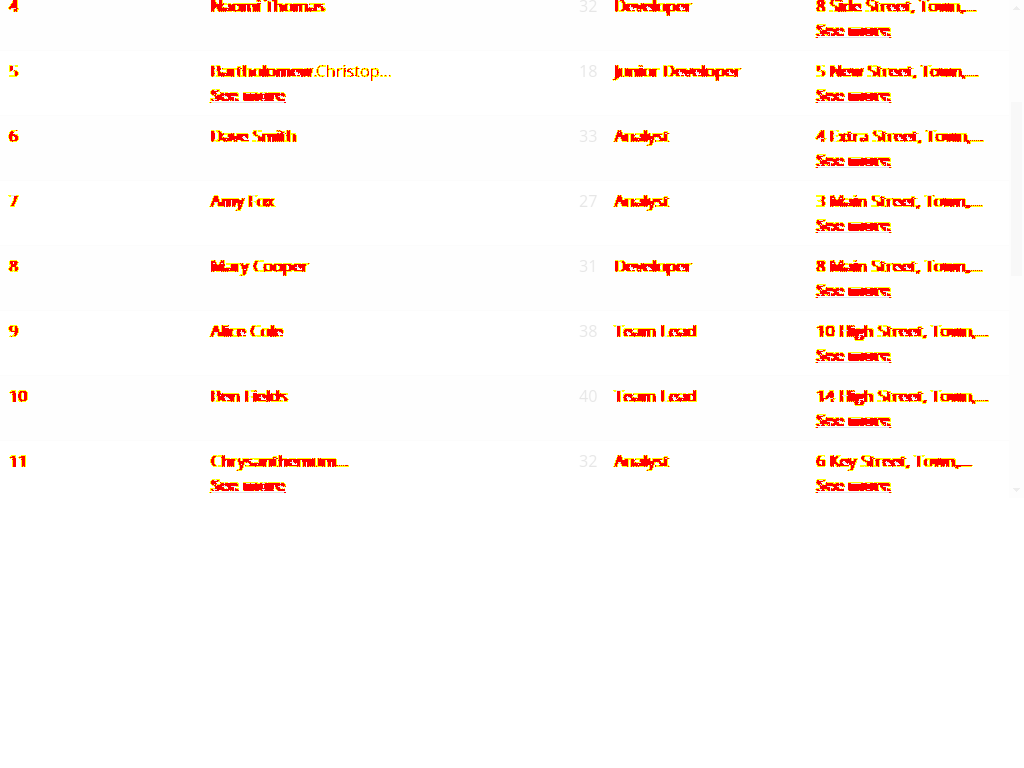 4 Naomi Thomas 32 Developer 8 Side Street, Town,...
See more
5 Bartholomew Christop... 18 Junior Developer 5 New Street, Town,...
See more See more
6 Dave Smith 33 Analyst 4 Extra Street, Town,...
See more
7 Amy Fox 27 Analyst 3 Main Street, Town,...
See more
8 Mary Cooper 31 Developer 8 Main Street, Town,...
See more
9 Alice Cole 38 Team Lead 10 High Street, Town,...
See more
10 Ben Fields 40 Team Lead 14 High Street, Town,...
See more
11 Chrysanthemum... 32 Analyst 6 Key Street, Town,...
See more See more